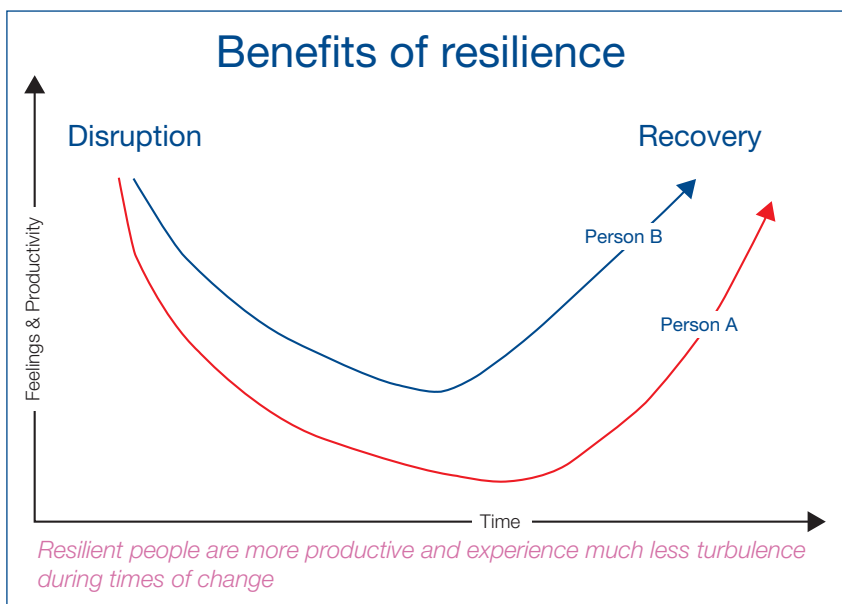 Benefits of resilience
Disruption
Recovery
Feelings & Productivity
Person B
Person A
Time
Resilient people are more productive and experience much less turbulence
during times of change